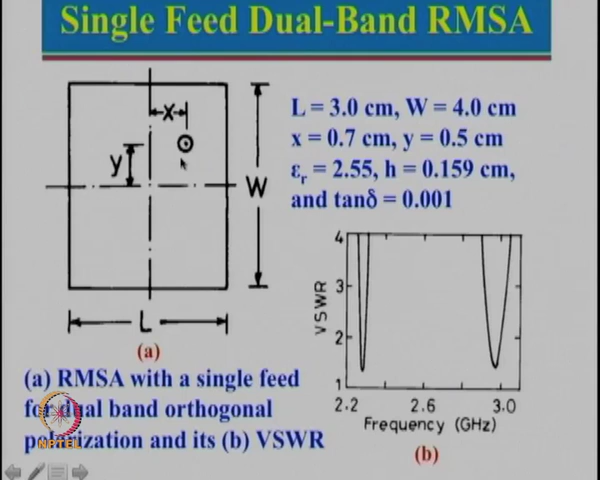 Single Feed Dual-Band RMSA
L = 3.0 cm, W = 4.0 cm
x = 0.7 cm, y = 0.5 cm
εr = 2.55, h = 0.159 cm,
and tanδ = 0.001
x
y
W
L
(a)
4
3
2
1
VSWR
2.2 2.6 3.0
Frequency (GHz)
(b)
(a) RMSA with a single feed
for dual band orthogonal
polarization and its (b) VSWR
NPTEL